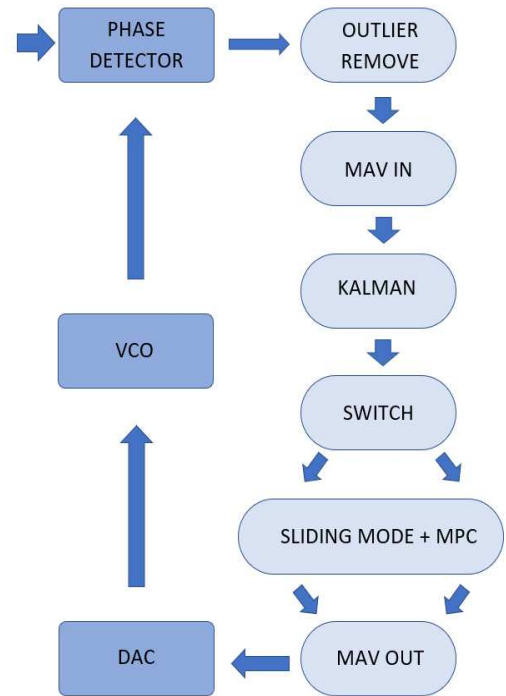 PHASE
DETECTOR
OUTLIER
REMOVE
MAV IN
KALMAN
VCO
SWITCH
SLIDING MODE + MPC
DAC
MAV OUT